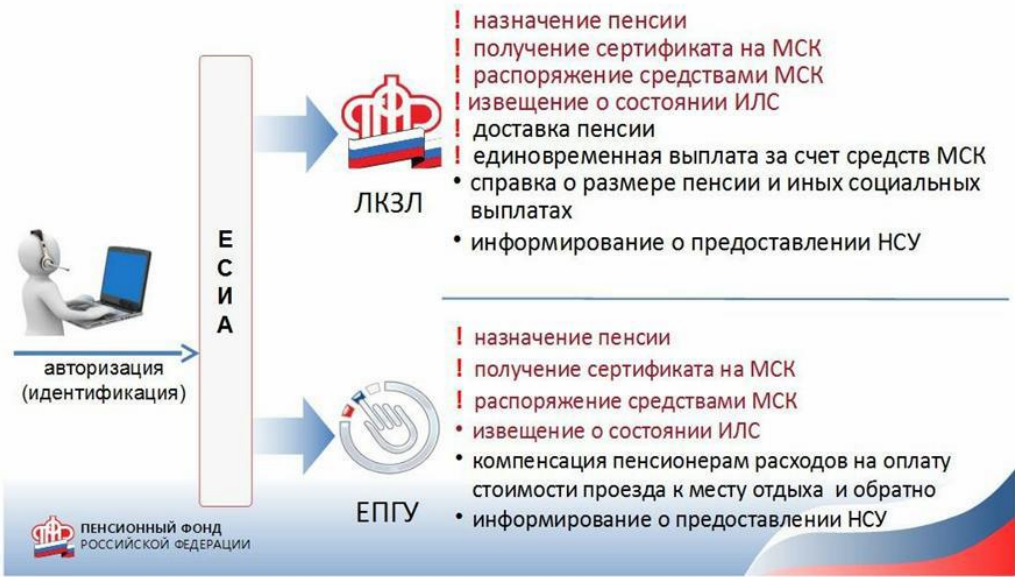 ! назначение пенсии
! получение сертификата на МСК
! распоряжение средствами МСК
! извещение о состоянии ИЛС
! доставка пенсии
! единовременная выплата за счет средств МСК
• справка о размере пенсии и иных социальных
выплатах
• информирование о предоставлении НСУ
ЛКЗЛ
Е
С
И
А
авторизация
(идентификация)
! назначение пенсии
! получение сертификата на МСК
! распоряжение средствами МСК
• извещение о состоянии ИЛС
• компенсация пенсионерам расходов на оплату
стоимости проезда к месту отдыха и обратно
• информирование о предоставлении НСУ
ЕПГУ
ПЕНСИОННЫЙ ФОНД
РОССИЙСКОЙ ФЕДЕРАЦИИ